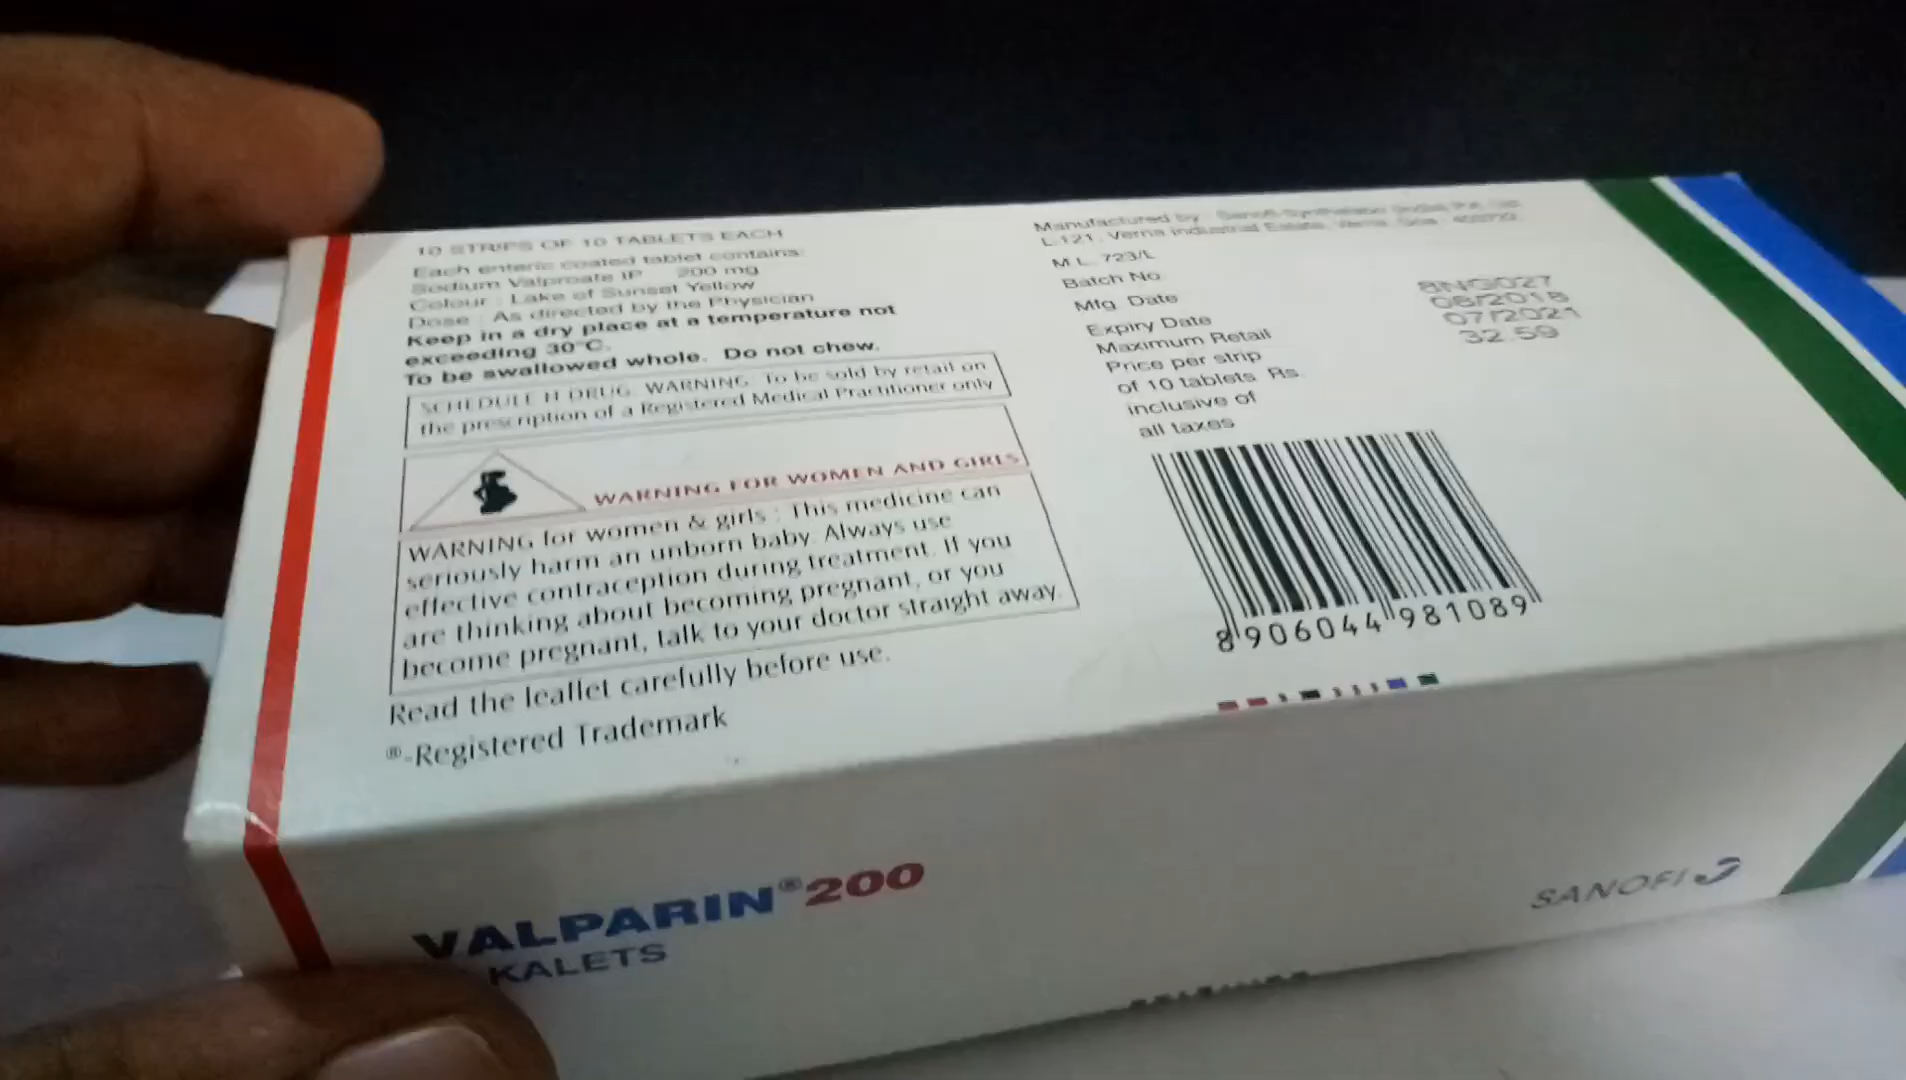 10 STRIPS OF 10 TABLETS EACH
Each enteric coated tablet contains:
Sodium Valproate IP 200 mg
Colour : Lake of Sunset Yellow
Dose : As directed by the Physician
Keep in a dry place at a temperature not
exceeding 30°C.
To be swallowed whole. Do not chew.
SCHEDULE H DRUG. WARNING: To be sold by retail on
the prescription of a Registered Medical Practitioner only
WARNING FOR WOMEN AND GIRLS
WARNING for women & girls : This medicine can
seriously harm an unborn baby. Always use
effective contraception during treatment. If you
are thinking about becoming pregnant, or you
become pregnant, talk to your doctor straight away.
Read the leaflet carefully before use.
®-Registered Trademark
Manufactured by : Sanofi-Synthelabo (India) Pvt. Ltd.
L-121, Verna Industrial Estate, Verna, Goa
M.L. 723/L
Batch No. 8NG027
Mfg. Date 08/2018
Expiry Date 07/2021
Maximum Retail 32.59
Price per strip
of 10 tablets Rs.
inclusive of
all taxes
8 906044 981089
VALPARIN®200
KALETS
SANOFI